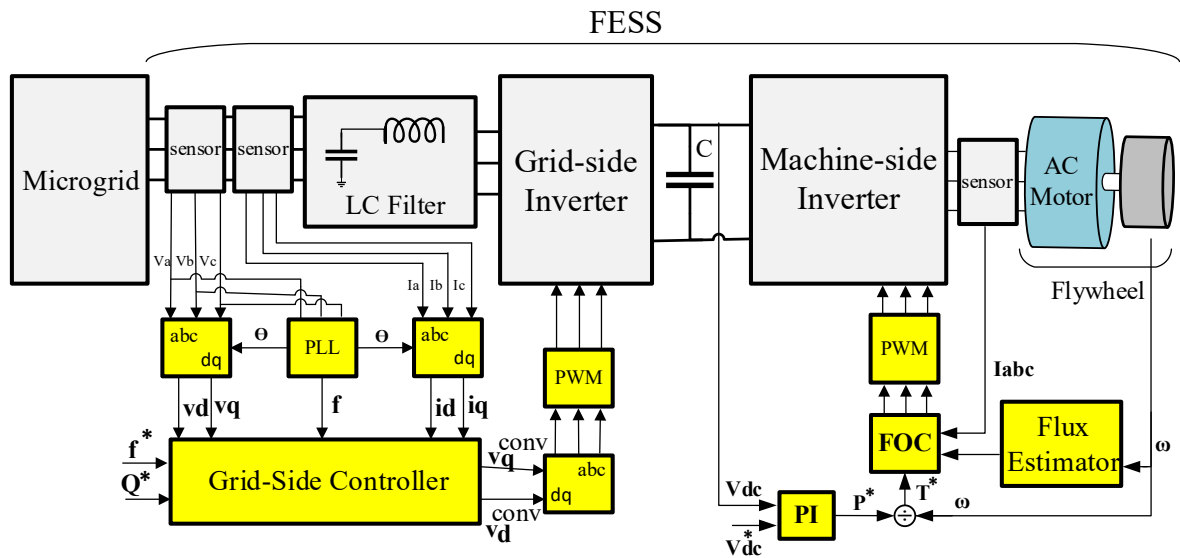 FESS
Microgrid
sensor
sensor
LC Filter
Grid-side
Inverter
C
Machine-side
Inverter
sensor
AC
Motor
Flywheel
Va
Vb
Vc
Ia
Ib
Ic
abc
dq
Θ
PLL
Θ
abc
dq
PWM
PWM
Iabc
vd
vq
f
id
iq
f*
Q*
Grid-Side Controller
conv
vq
conv
vd
abc
dq
FOC
Flux
Estimator
ω
Vdc
V*dc
PI
P*
T*
÷
ω